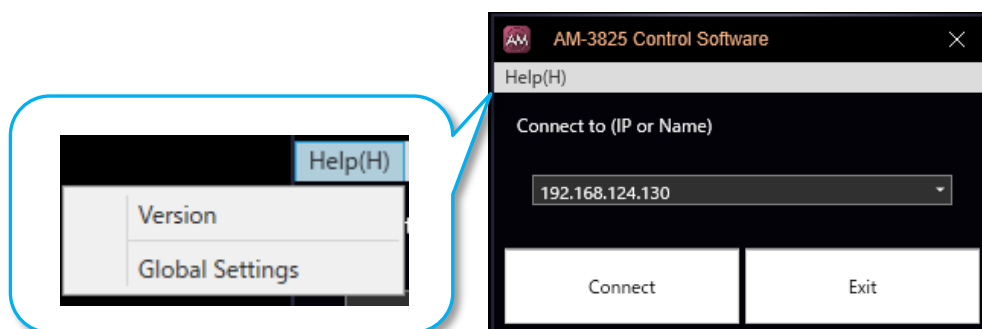 AM AM-3825 Control Software
Help(H)
Connect to (IP or Name)
192.168.124.130
Connect Exit
Help(H)
Version
Global Settings